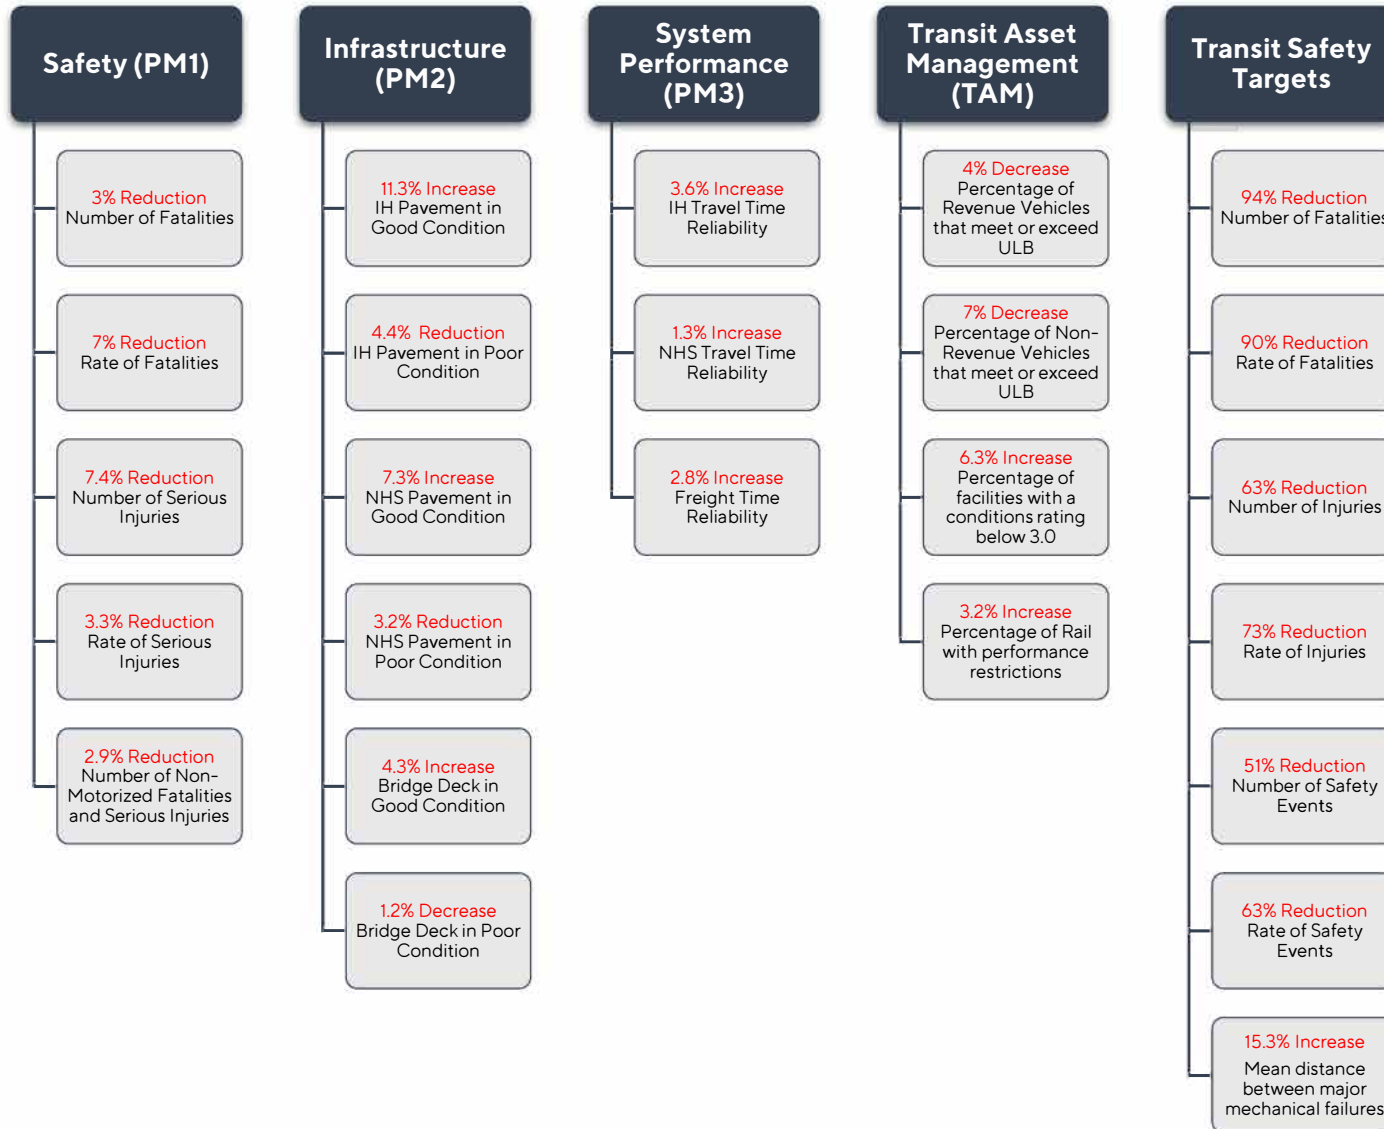 Safety (PM1)
3% Reduction
Number of Fatalities
7% Reduction
Rate of Fatalities
7.4% Reduction
Number of Serious
Injuries
3.3% Reduction
Rate of Serious
Injuries
2.9% Reduction
Number of Non-
Motorized Fatalities
and Serious Injuries
Infrastructure
(PM2)
11.3% Increase
IH Pavement in
Good Condition
4.4% Reduction
IH Pavement in Poor
Condition
7.3% Increase
NHS Pavement in
Good Condition
3.2% Reduction
NHS Pavement in
Poor Condition
4.3% Increase
Bridge Deck in
Good Condition
1.2% Decrease
Bridge Deck in Poor
Condition
System
Performance
(PM3)
3.6% Increase
IH Travel Time
Reliability
1.3% Increase
NHS Travel Time
Reliability
2.8% Increase
Freight Time
Reliability
Transit Asset
Management
(TAM)
4% Decrease
Percentage of
Revenue Vehicles
that meet or exceed
ULB
7% Decrease
Percentage of Non-
Revenue Vehicles
that meet or exceed
ULB
6.3% Increase
Percentage of
facilities with a
conditions rating
below 3.0
3.2% Increase
Percentage of Rail
with performance
restrictions
Transit Safety
Targets
94% Reduction
Number of Fatalities
90% Reduction
Rate of Fatalities
63% Reduction
Number of Injuries
73% Reduction
Rate of Injuries
51% Reduction
Number of Safety
Events
63% Reduction
Rate of Safety
Events
15.3% Increase
Mean distance
between major
mechanical failures